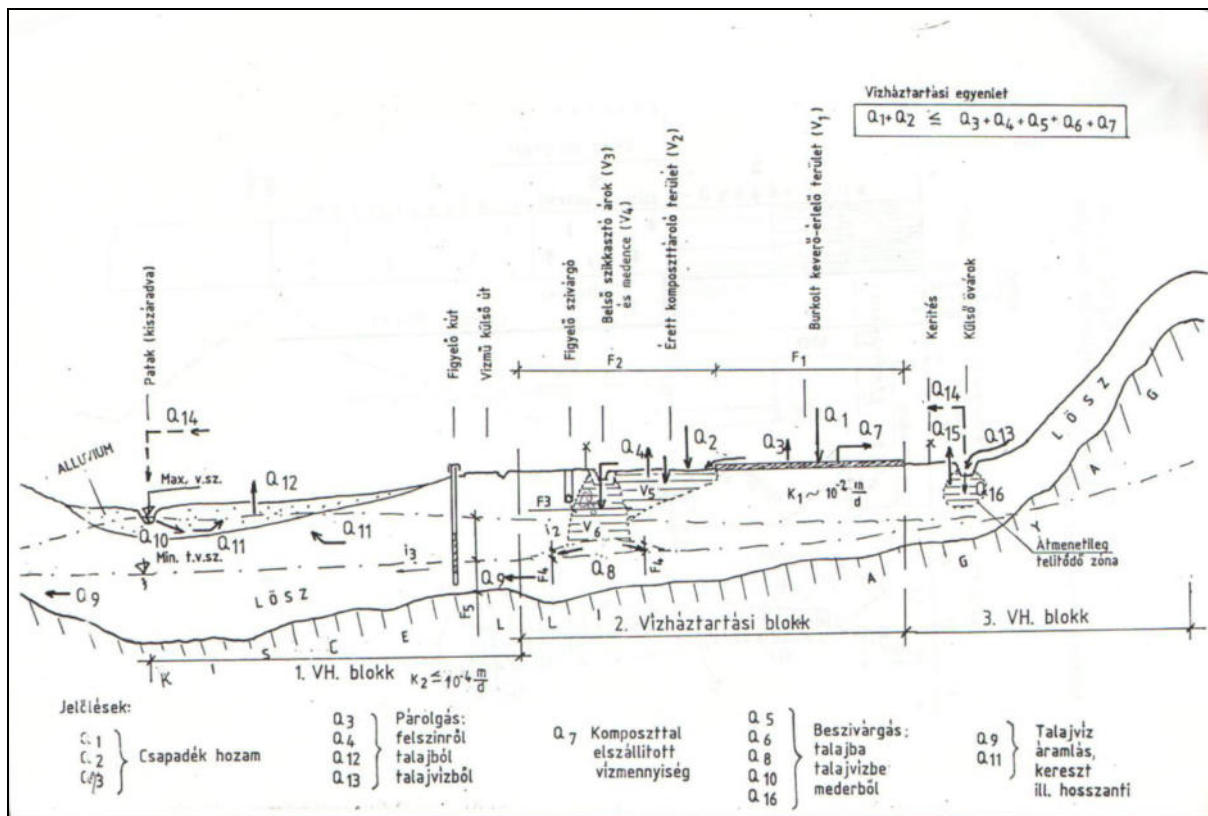 Vízháztartási egyenlet
Q1+Q2 ≤ Q3+Q4+Q5+Q6+Q7
Patak (kiszáradva)
Figyelő kút
Vízmű külső út
Figyelő szivárgó
Belső szikkasztó árok (V3)
és medence (V4)
Érett komposzttároló terület (V2)
Burkolt keverő-érlelő terület (V1)
Kerítés
Külső övárok
F2
F1
Q14
Q14
ALLUVIUM
Max. v.sz.
Q12
Q4
Q2
Q3
Q1
Q7
Q15
Q13
LÖSZ
Q10
Q11
Q11
F3
V5
V6
K1 ~ 10⁻² m/d
Q16
Min. t.v.sz.
i3
i2
F4
Q8
F4
Átmenetileg
telítődő zóna
Q9
LÖSZ
Q9
F5
KISCELLI AGYAG
1. VH. blokk
K2 ≤ 10⁻⁴ m/d
2. Vízháztartási blokk
3. VH. blokk
Jelölések:
Q1
Q2
Csapadék hozam
Q3
Q4
Q12
Q13
Párolgás:
felszínről
talajból
talajvízből
Q7 Komposzttal
elszállított
vízmennyiség
Q5
Q6
Q8
Q10
Q16
Beszivárgás:
talajba
talajvízbe
mederből
Q9
Q11
Talajvíz
áramlás,
kereszt
ill. hosszanti